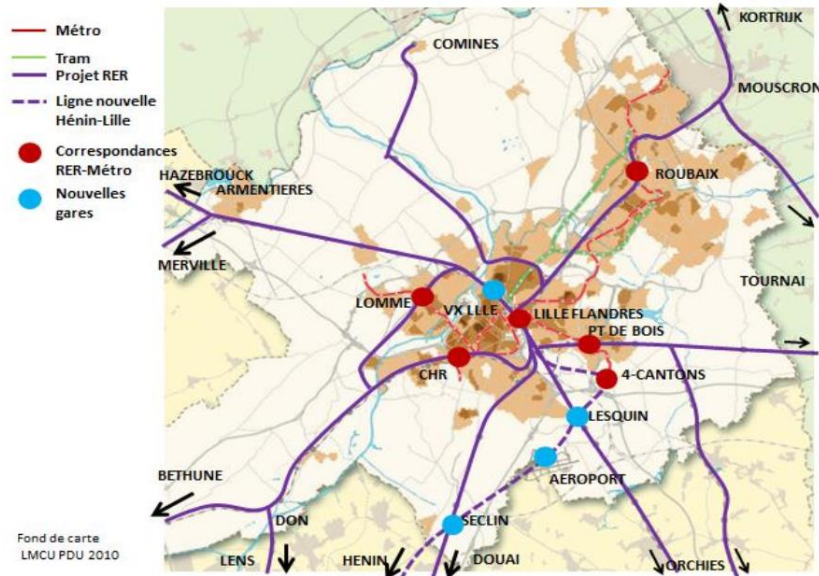 Métro
Tram
Projet RER
Ligne nouvelle
Hénin-Lille
Correspondances
RER-Métro
Nouvelles
gares
KORTRIJK
COMINES
MOUSCRON
HAZEBROUCK
ARMENTIERES
ROUBAIX
MERVILLE
TOURNAI
LOMME
VX LLLE
LILLE FLANDRES
PT DE BOIS
CHR
4-CANTONS
LESQUIN
AEROPORT
BETHUNE
SECLIN
DON
Fond de carte
LMCU PDU 2010
LENS
HENIN
DOUAI
ORCHIES